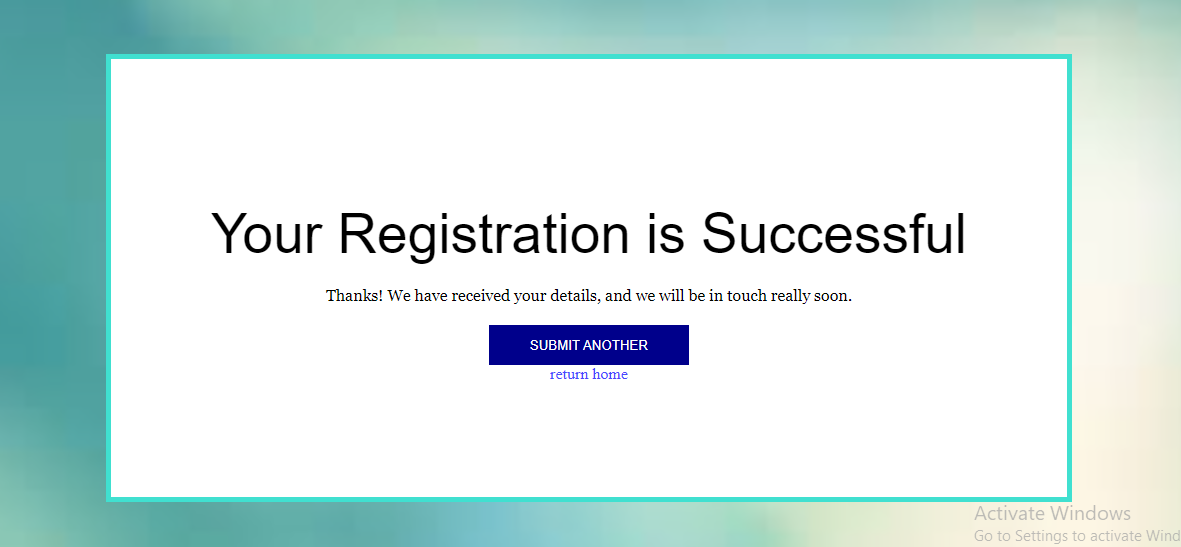 Your Registration is Successful
Thanks! We have received your details, and we will be in touch really soon.
SUBMIT ANOTHER
return home
Activate Windows
Go to Settings to activate Wind